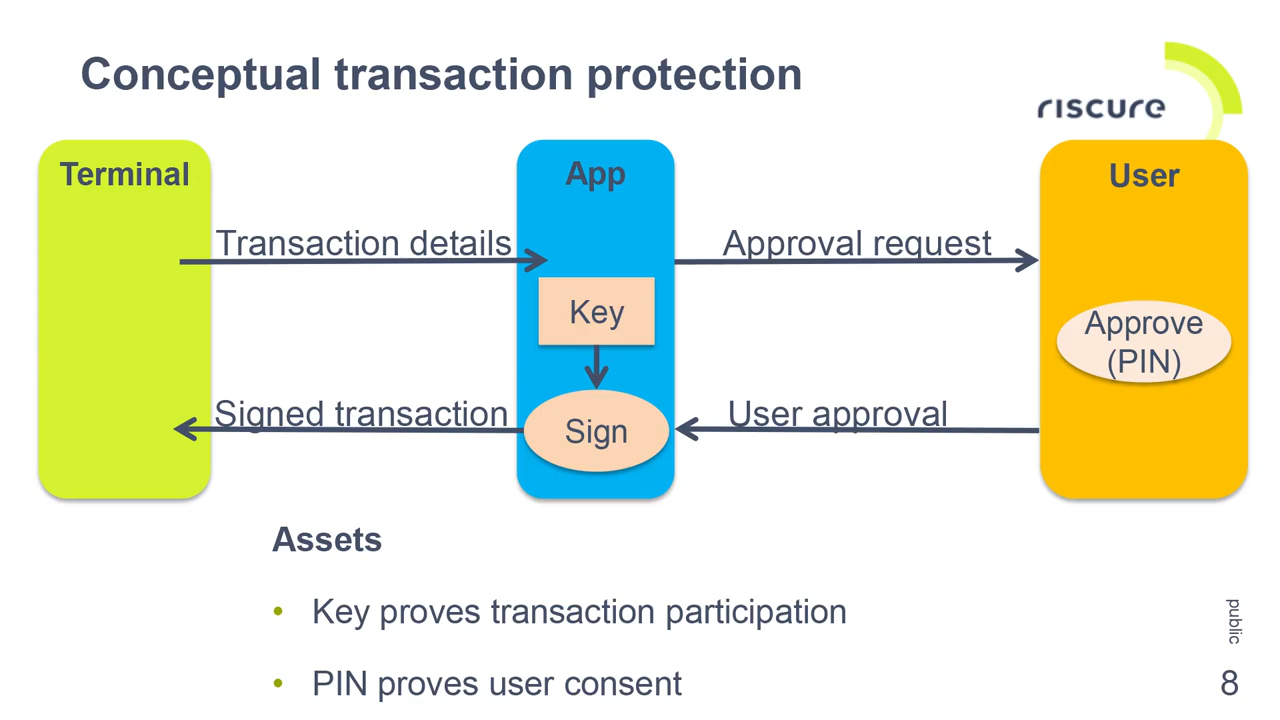 Conceptual transaction protection
riscure
Terminal
App
User
Transaction details
Approval request
Key
Approve
(PIN)
Signed transaction
Sign
User approval
Assets
• Key proves transaction participation
• PIN proves user consent
public
8